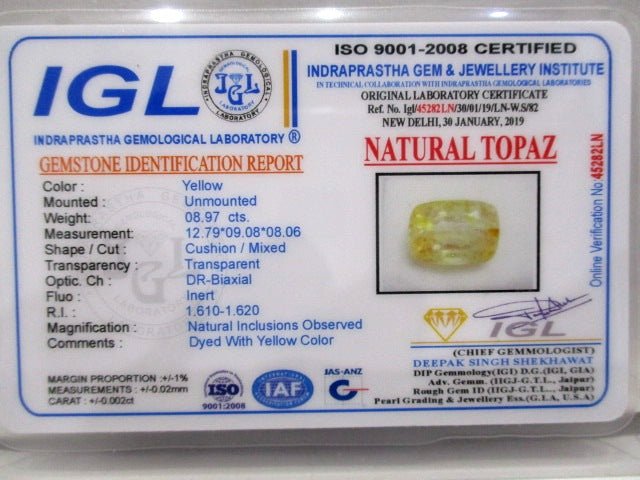 IGL
INDRAPRASTHA GEMOLOGICAL LABORATORY ®
GEMSTONE IDENTIFICATION REPORT
Color : Yellow
Mounted : Unmounted
Weight: 08.97 cts.
Measurement: 12.79*09.08*08.06
Shape / Cut : Cushion / Mixed
Transparency : Transparent
Optic. Ch : DR-Biaxial
Fluo : Inert
R.I. : 1.610-1.620
Magnification : Natural Inclusions Observed
Comments : Dyed With Yellow Color
MARGIN PROPORTION :+/-1%
MEASUREMENTS : +/-0.02mm
CARAT : +/-0.002ct
ISO
9001:2008
IAF
JAS-ANZ
ISO 9001-2008 CERTIFIED
INDRAPRASTHA GEM & JEWELLERY INSTITUTE
IN TECHNICAL COLLABORATION WITH INDRAPRASTHA GEMOLOGICAL LABORATORIES
ORIGINAL LABORATORY CERTIFICATE
Ref. No. Igl/45282LN/30/01/19/LN-W.S/82
NEW DELHI, 30 JANUARY, 2019
NATURAL TOPAZ
Online Verification No 45282LN
IGL
(CHIEF GEMMOLOGIST)
DEEPAK SINGH SHEKHAWAT
DIP Gemmology(IGI) D.G.(IGL, GIA)
Adv. Gemm. (IIGJ-G.T.L., Jaipur)
Rough Gem ID (IIGJ-G.T.L., Jaipur)
Pearl Grading & Jewellery Ess.(G.I.A, U.S.A)